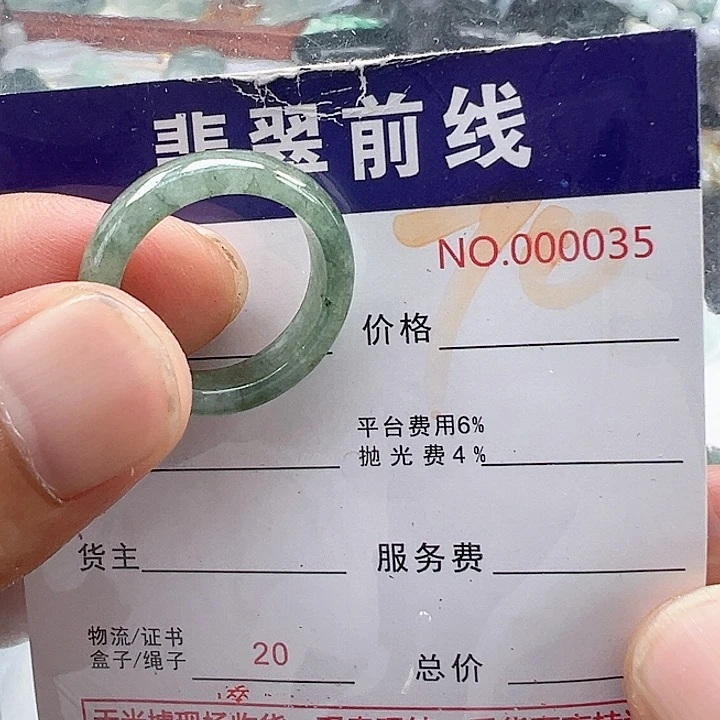 翡翠前线
NO.000035
价格
平台费用6%
抛光费4%
货主 服务费
物流/证书
盒子/绳子 20 总价